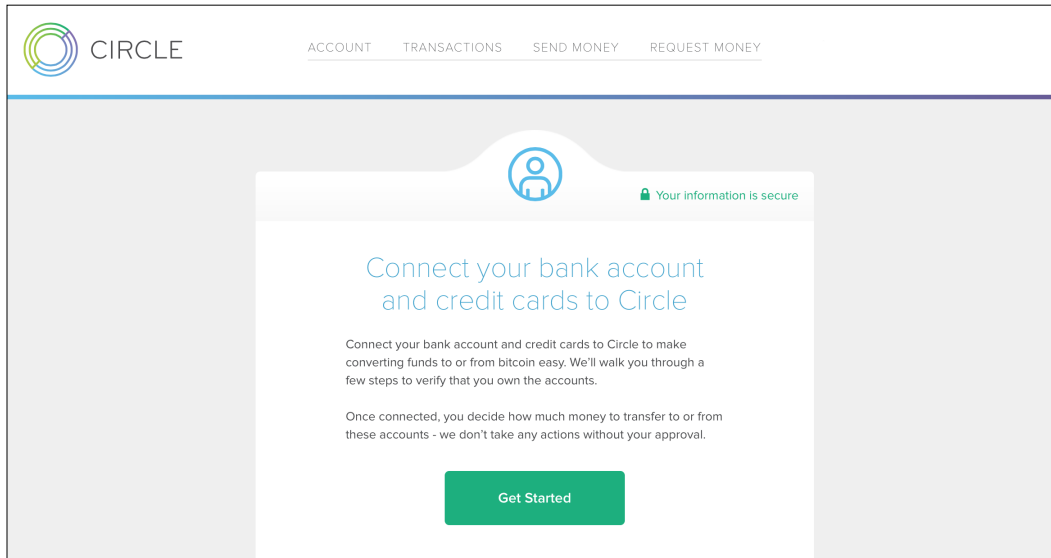 CIRCLE
ACCOUNT TRANSACTIONS SEND MONEY REQUEST MONEY
Your information is secure
Connect your bank account
and credit cards to Circle
Connect your bank account and credit cards to Circle to make
converting funds to or from bitcoin easy. We’ll walk you through a
few steps to verify that you own the accounts.
Once connected, you decide how much money to transfer to or from
these accounts - we don’t take any actions without your approval.
Get Started